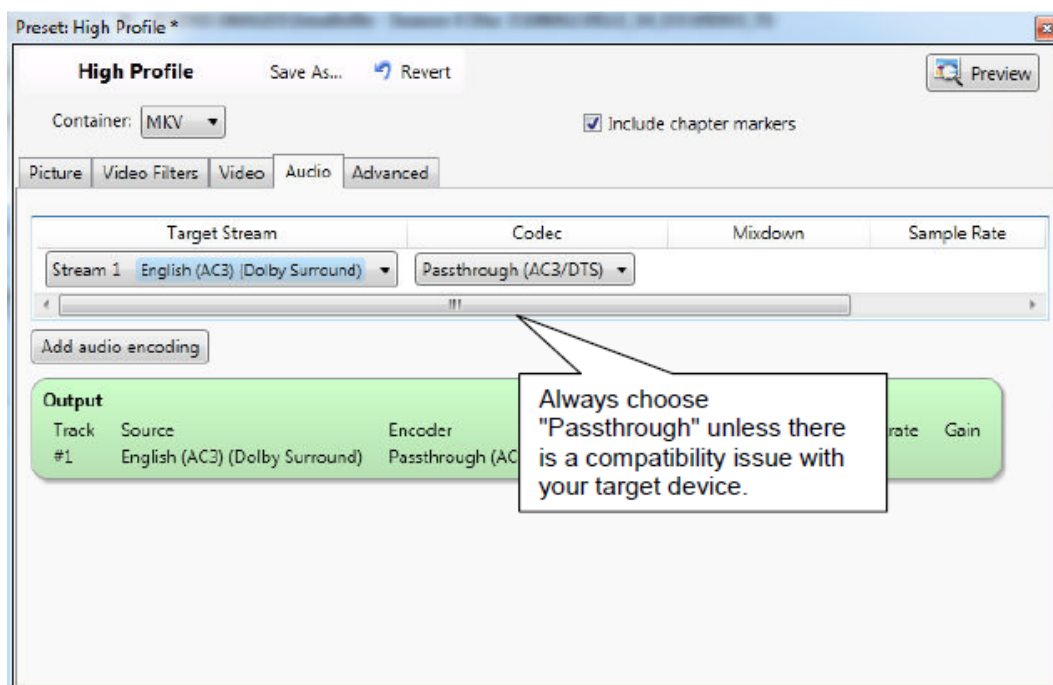 Preset: High Profile *
High Profile Save As... Revert Preview
Container: MKV Include chapter markers
Picture Video Filters Video Audio Advanced
Target Stream Codec Mixdown Sample Rate
Stream 1 English (AC3) (Dolby Surround) Passthrough (AC3/DTS)
Add audio encoding
Output
Track Source Encoder rate Gain
#1 English (AC3) (Dolby Surround) Passthrough (AC
Always choose
"Passthrough" unless there
is a compatibility issue with
your target device.